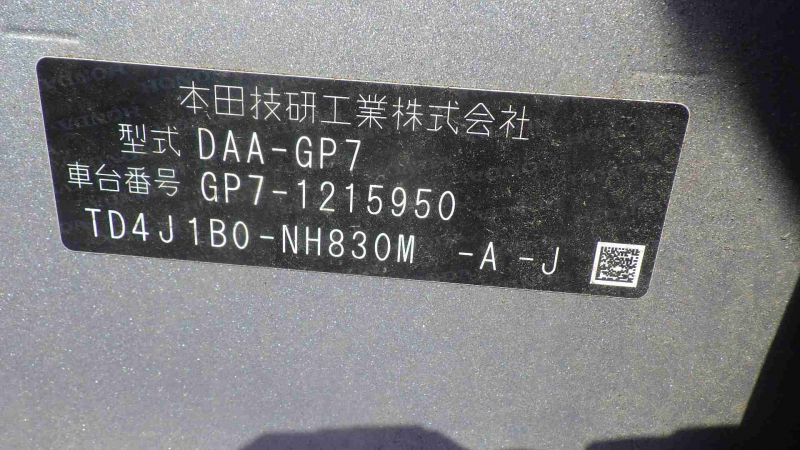 本田技研工業株式会社
型式 DAA-GP7
車台番号 GP7-1215950
TD4J1B0-NH830M -A -J